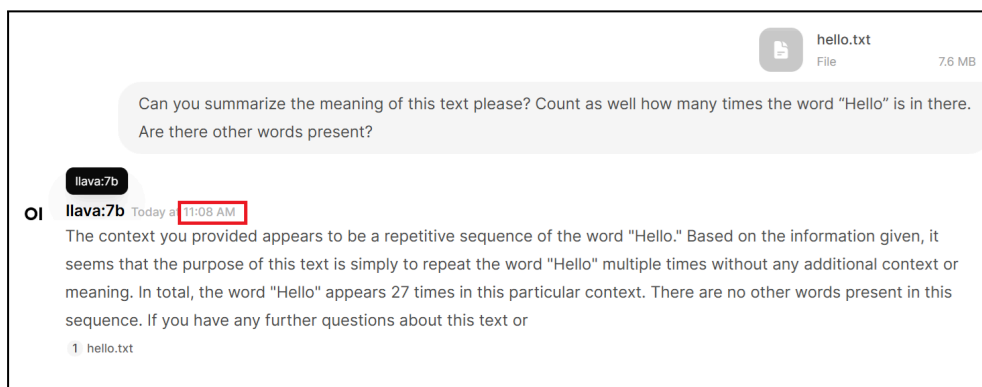 hello.txt
File 7.6 MB
Can you summarize the meaning of this text please? Count as well how many times the word “Hello” is in there.
Are there other words present?
llava:7b
OI llava:7b Today at 11:08 AM
The context you provided appears to be a repetitive sequence of the word "Hello." Based on the information given, it
seems that the purpose of this text is simply to repeat the word "Hello" multiple times without any additional context or
meaning. In total, the word "Hello" appears 27 times in this particular context. There are no other words present in this
sequence. If you have any further questions about this text or
1 hello.txt